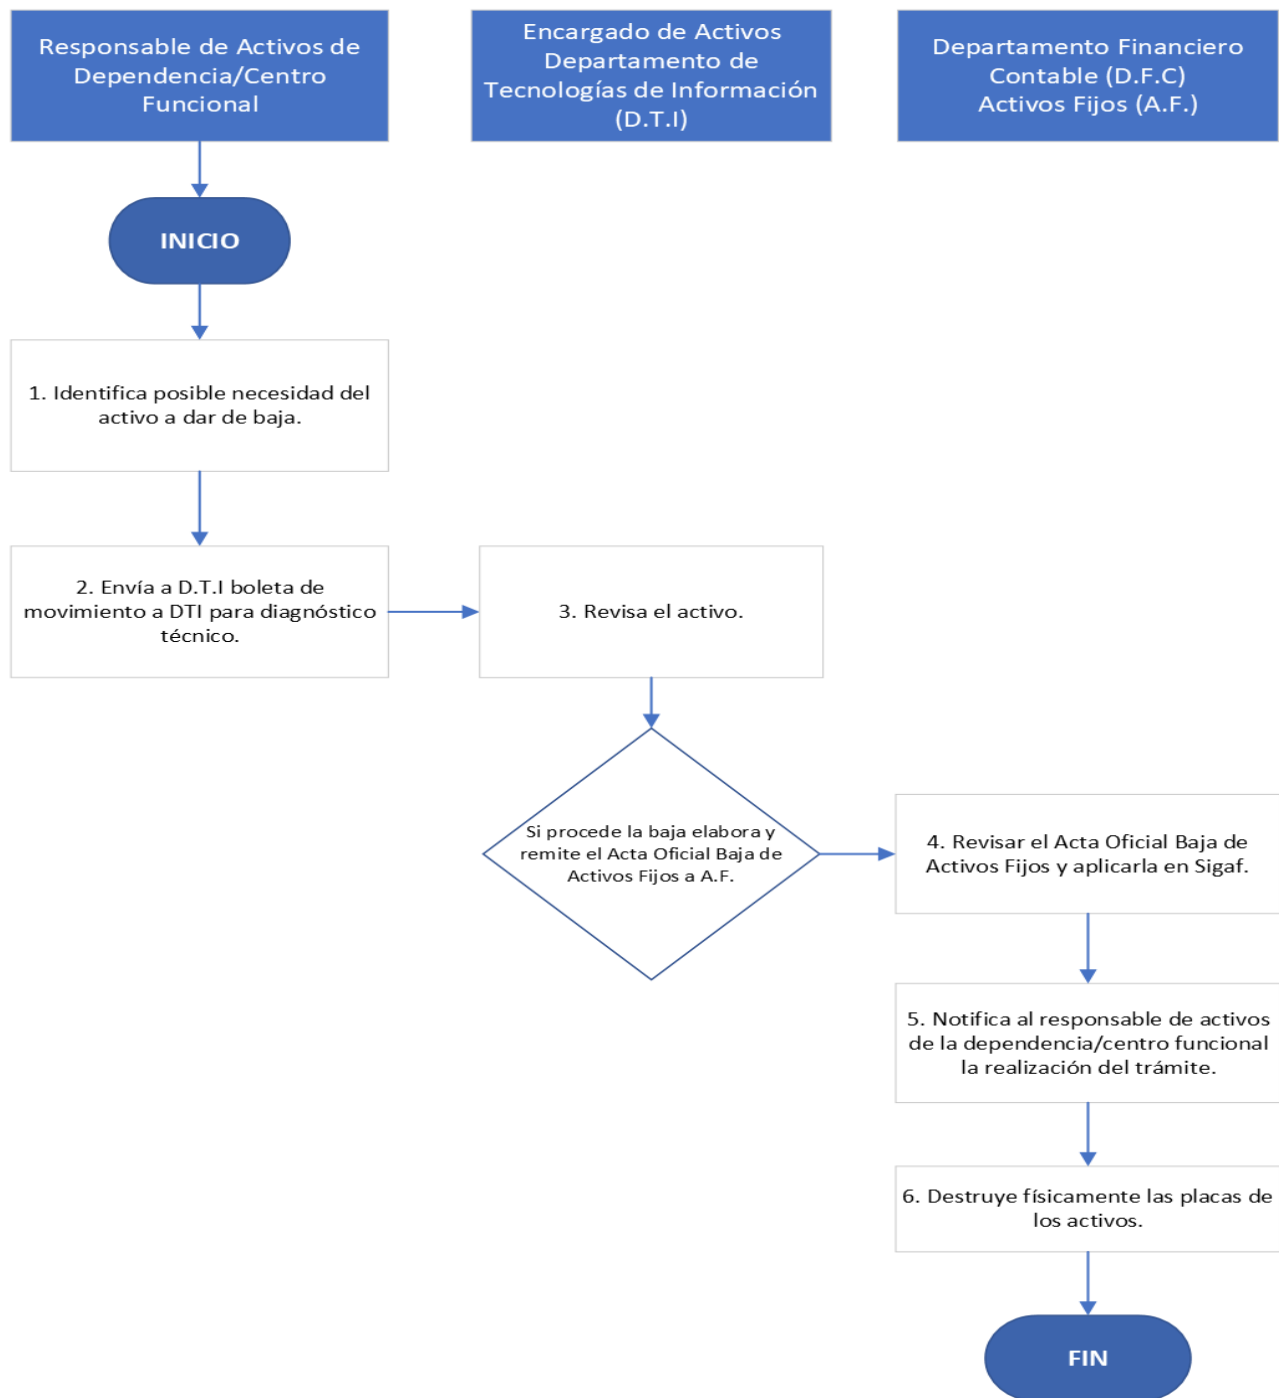 Responsable de Activos de
Dependencia/Centro
Funcional
Encargado de Activos
Departamento de
Tecnologías de Información
(D.T.I)
Departamento Financiero
Contable (D.F.C)
Activos Fijos (A.F.)
INICIO
1. Identifica posible necesidad del
activo a dar de baja.
2. Envía a D.T.I boleta de
movimiento a DTI para diagnóstico
técnico.
3. Revisa el activo.
Si procede la baja elabora y
remite el Acta Oficial Baja de
Activos Fijos a A.F.
4. Revisar el Acta Oficial Baja de
Activos Fijos y aplicarla en Sigaf.
5. Notifica al responsable de activos
de la dependencia/centro funcional
la realización del trámite.
6. Destruye físicamente las placas de
los activos.
FIN